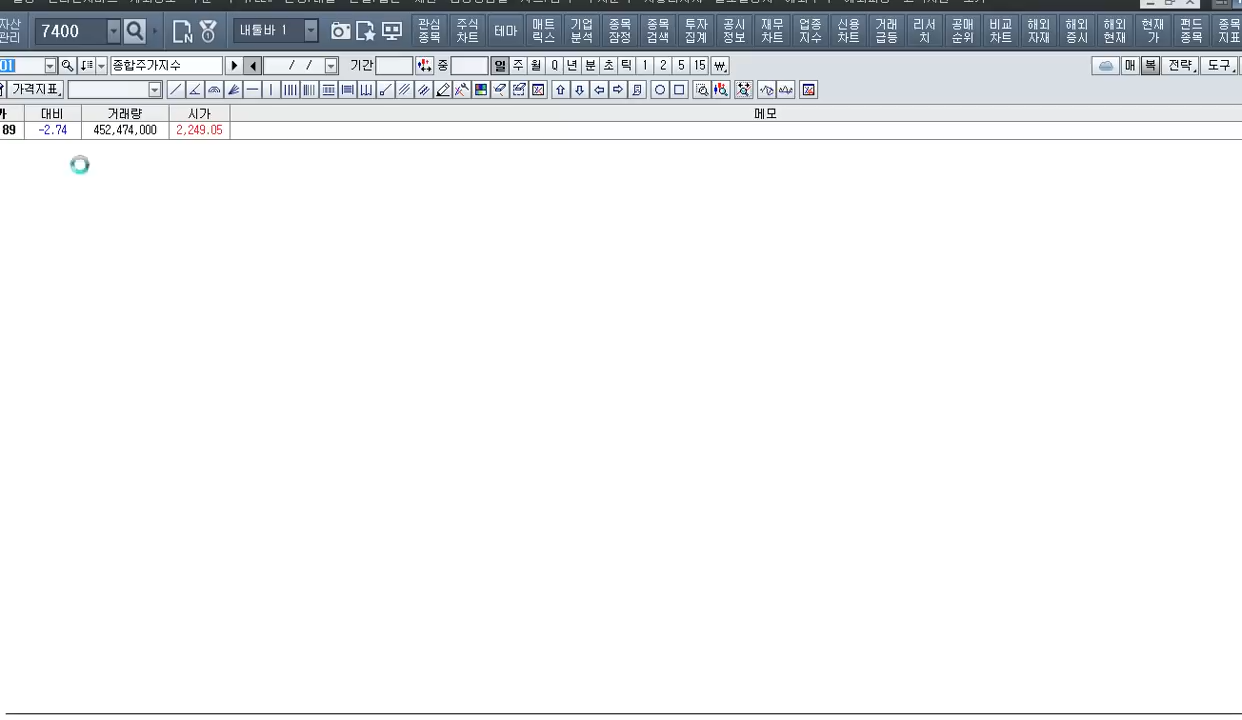 자산 관리
7400
내툴바 1
관심 종목
주식 차트
테마
매트 릭스
기업 분석
종목 잠정
종목 검색
투자 집계
공시 정보
재무 차트
업종 지수
신용 차트
거래 급등
리서 치
공매 순위
비교 차트
해외 자재
해외 증시
해외 현재
현재 가
펀드 종목
종목 지표
01 종합주가지수 / / 기간 중 일 주 월 Q 년 분 초 틱 1 2 5 15 매 복 전략 도구
가격지표
가 대비 거래량 시가 메모
89 -2.74 452,474,000 2,249.05